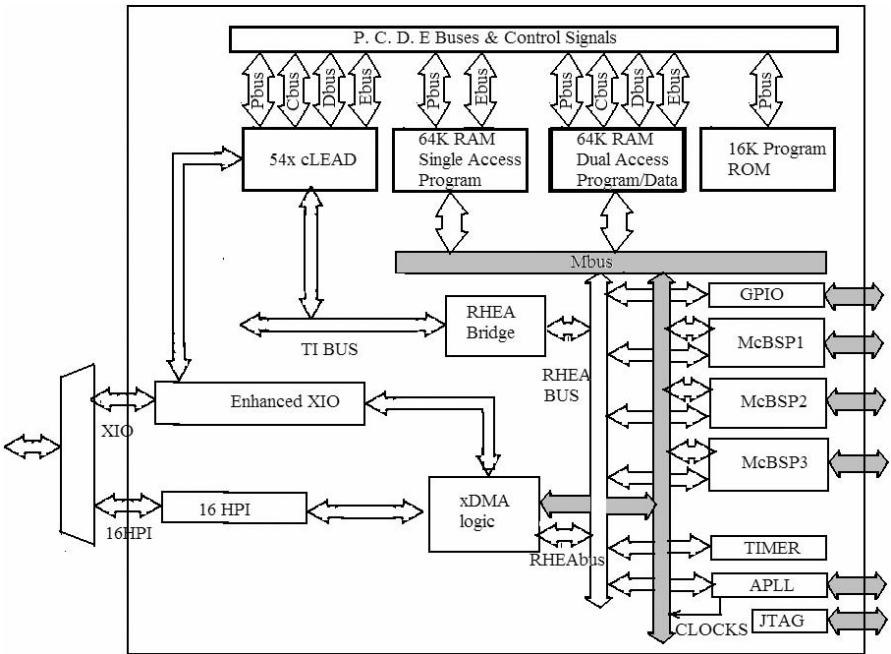 P. C. D. E Buses & Control Signals
Pbus
Cbus
Dbus
Ebus
Pbus
Ebus
Pbus
Cbus
Dbus
Ebus
Pbus
54x cLEAD
64K RAM
Single Access
Program
64K RAM
Dual Access
Program/Data
16K Program
ROM
Mbus
GPIO
RHEA
Bridge
TI BUS
McBSP1
RHEA
BUS
Enhanced XIO
XIO
McBSP2
McBSP3
16 HPI
16HPI
xDMA
logic
RHEAbus
TIMER
APLL
CLOCKS
JTAG